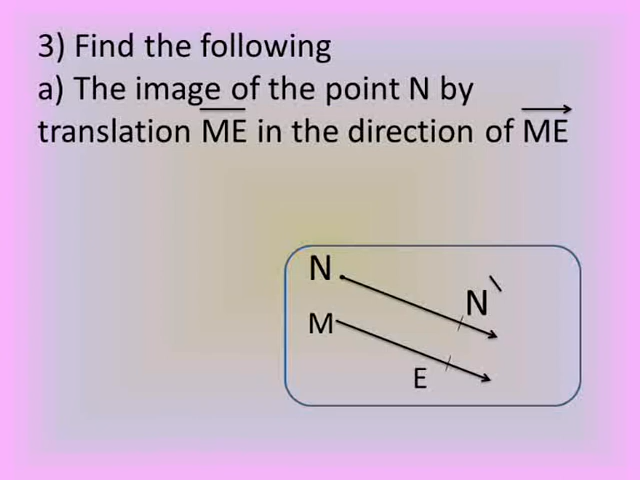 3) Find the following
a) The image of the point N by
translation ME in the direction of ME
N
N\
M
E